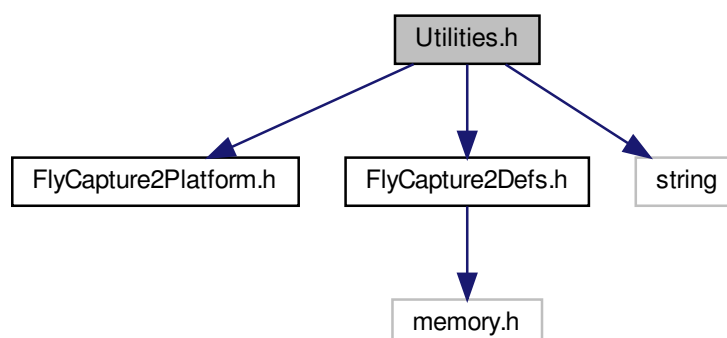 Utilities.h
FlyCapture2Platform.h
FlyCapture2Defs.h
string
memory.h